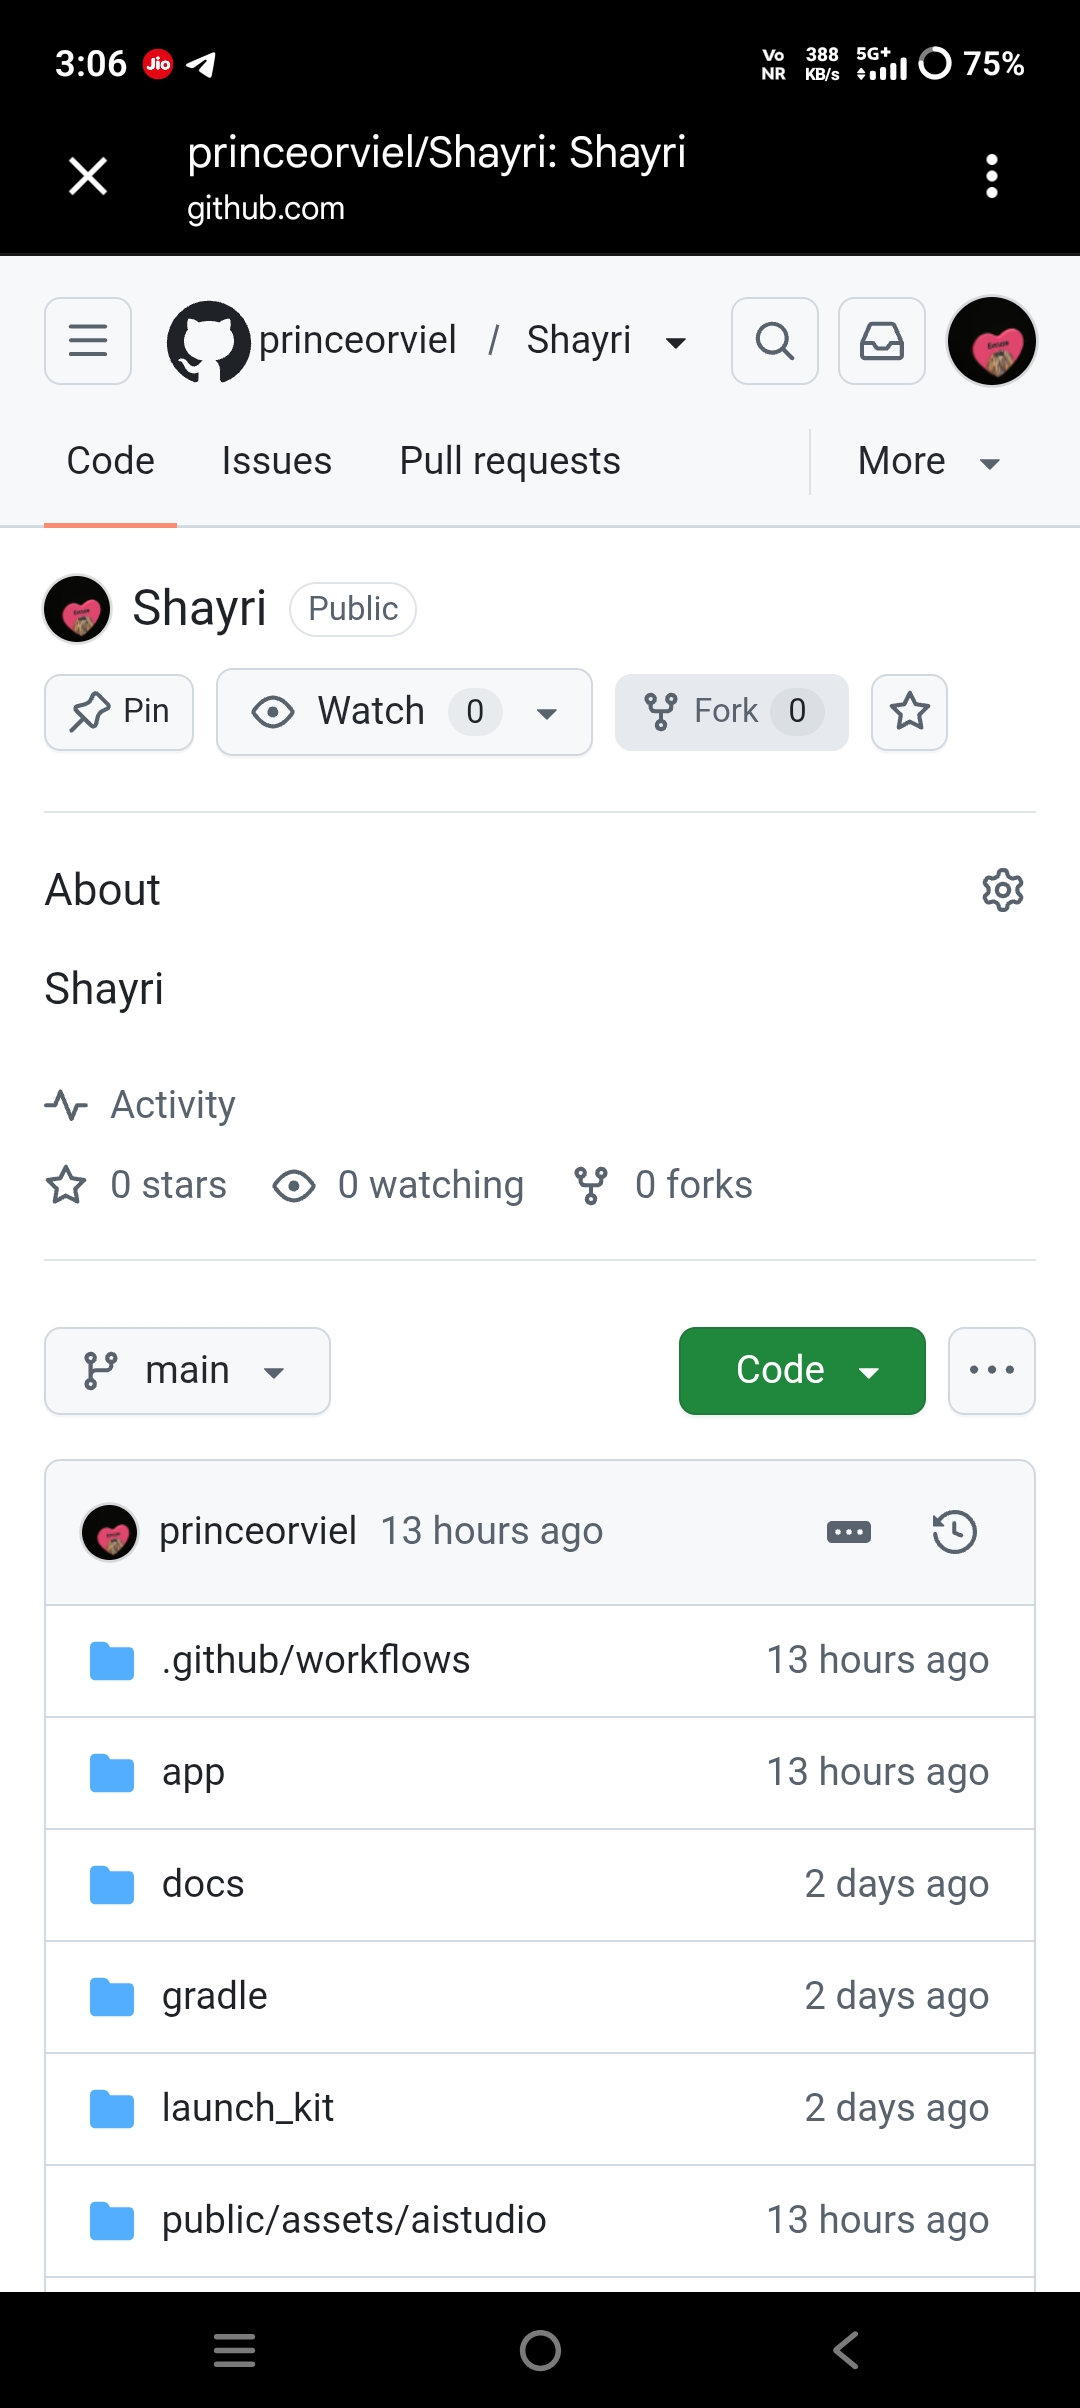 3:06 Jio Vo NR 388 KB/s 5G+ 75%
princeorviel/Shayri: Shayri
github.com
princeorviel / Shayri
Code Issues Pull requests More
Shayri Public
Pin Watch 0 Fork 0
About
Shayri
Activity
0 stars 0 watching 0 forks
main Code
princeorviel 13 hours ago
.github/workflows 13 hours ago
app 13 hours ago
docs 2 days ago
gradle 2 days ago
launch_kit 2 days ago
public/assets/aistudio 13 hours ago